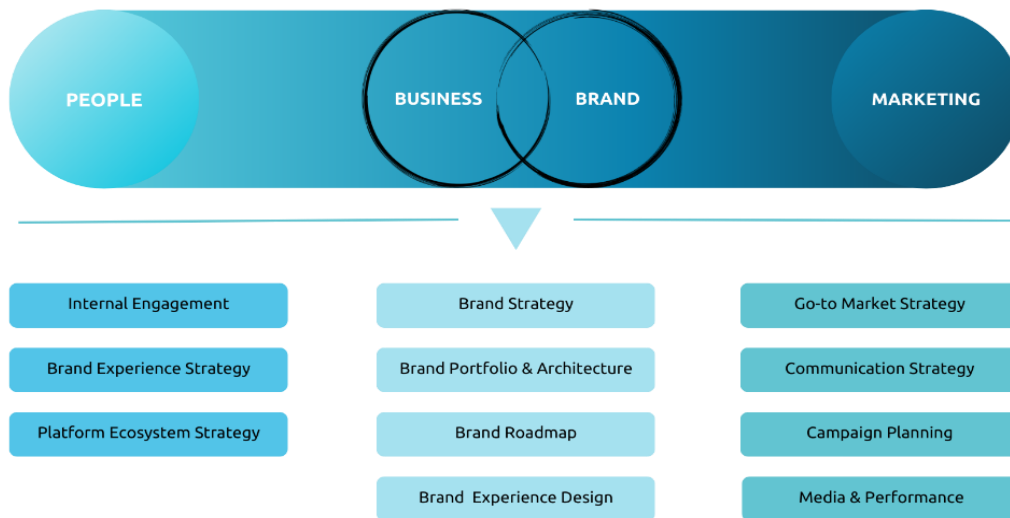 PEOPLE
BUSINESS
BRAND
MARKETING
Internal Engagement
Brand Strategy
Go-to Market Strategy
Brand Experience Strategy
Brand Portfolio & Architecture
Communication Strategy
Platform Ecosystem Strategy
Brand Roadmap
Campaign Planning
Brand Experience Design
Media & Performance